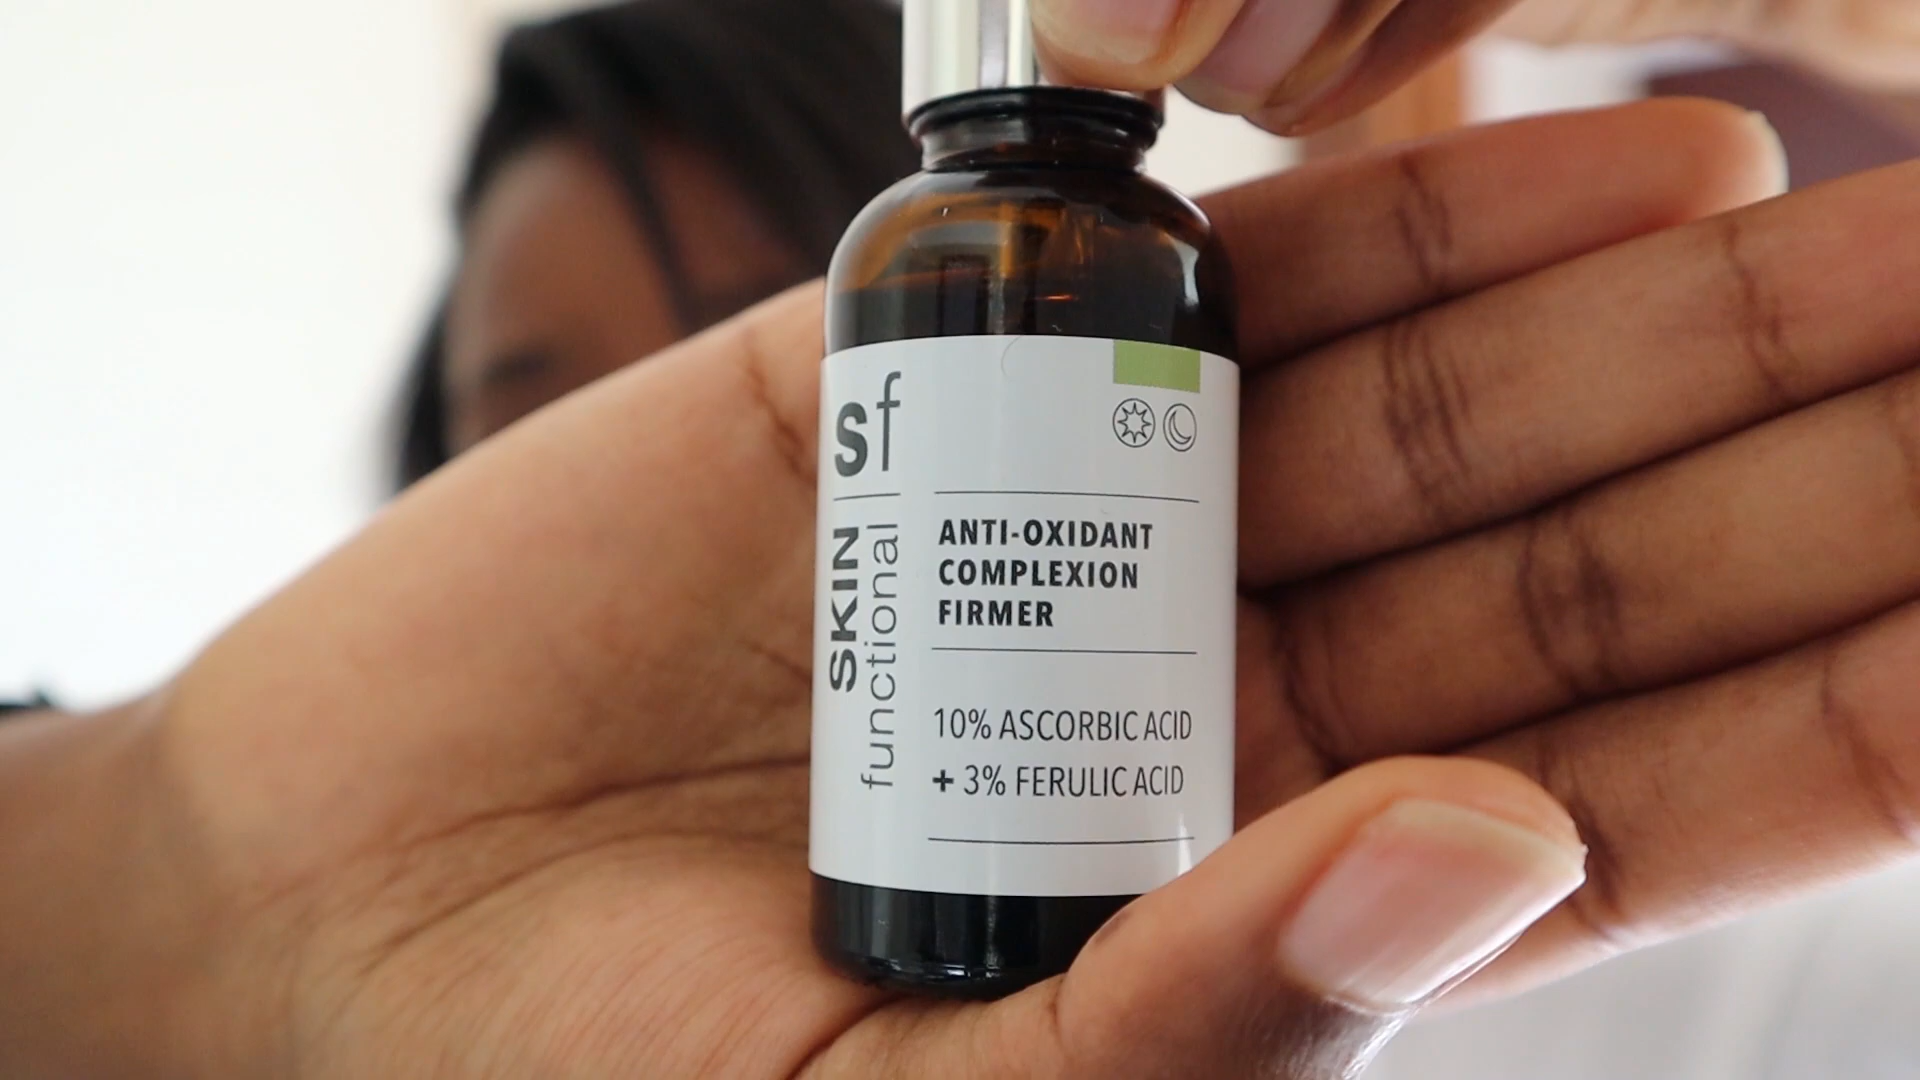 sf
SKIN
functional
ANTI-OXIDANT
COMPLEXION
FIRMER
10% ASCORBIC ACID
+ 3% FERULIC ACID